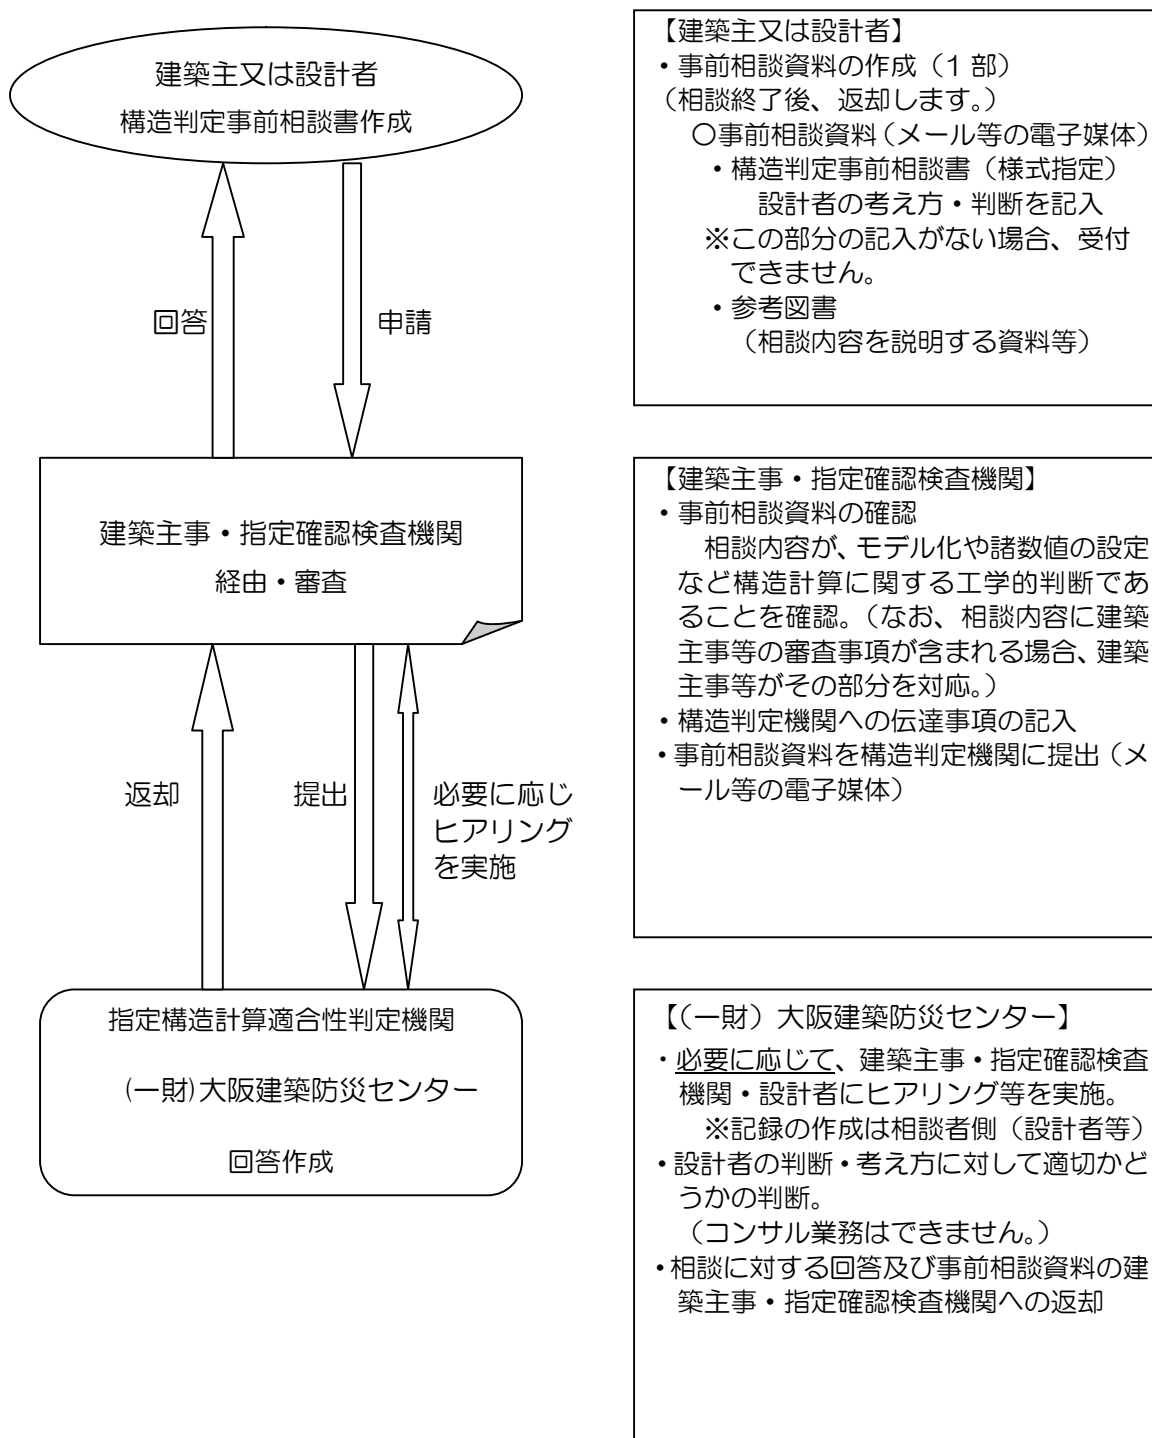 建築主又は設計者
構造判定事前相談書作成
回答
申請
建築主事・指定確認検査機関
経由・審査
返却
提出
必要に応じ
ヒアリング
を実施
指定構造計算適合性判定機関
(一財)大阪建築防災センター
回答作成
【建築主又は設計者】
・事前相談資料の作成（1 部）
（相談終了後、返却します。）
〇事前相談資料（メール等の電子媒体）
・構造判定事前相談書（様式指定）
設計者の考え方・判断を記入
※この部分の記入がない場合、受付
できません。
・参考図書
（相談内容を説明する資料等）
【建築主事・指定確認検査機関】
・事前相談資料の確認
相談内容が、モデル化や諸数値の設定
など構造計算に関する工学的判断であ
ることを確認。（なお、相談内容に建築
主事等の審査事項が含まれる場合、建築
主事等がその部分を対応。）
・構造判定機関への伝達事項の記入
・事前相談資料を構造判定機関に提出（メ
ール等の電子媒体）
【（一財）大阪建築防災センター】
・必要に応じて、建築主事・指定確認検査
機関・設計者にヒアリング等を実施。
※記録の作成は相談者側（設計者等）
・設計者の判断・考え方に対して適切かど
うかの判断。
（コンサル業務はできません。）
・相談に対する回答及び事前相談資料の建
築主事・指定確認検査機関への返却